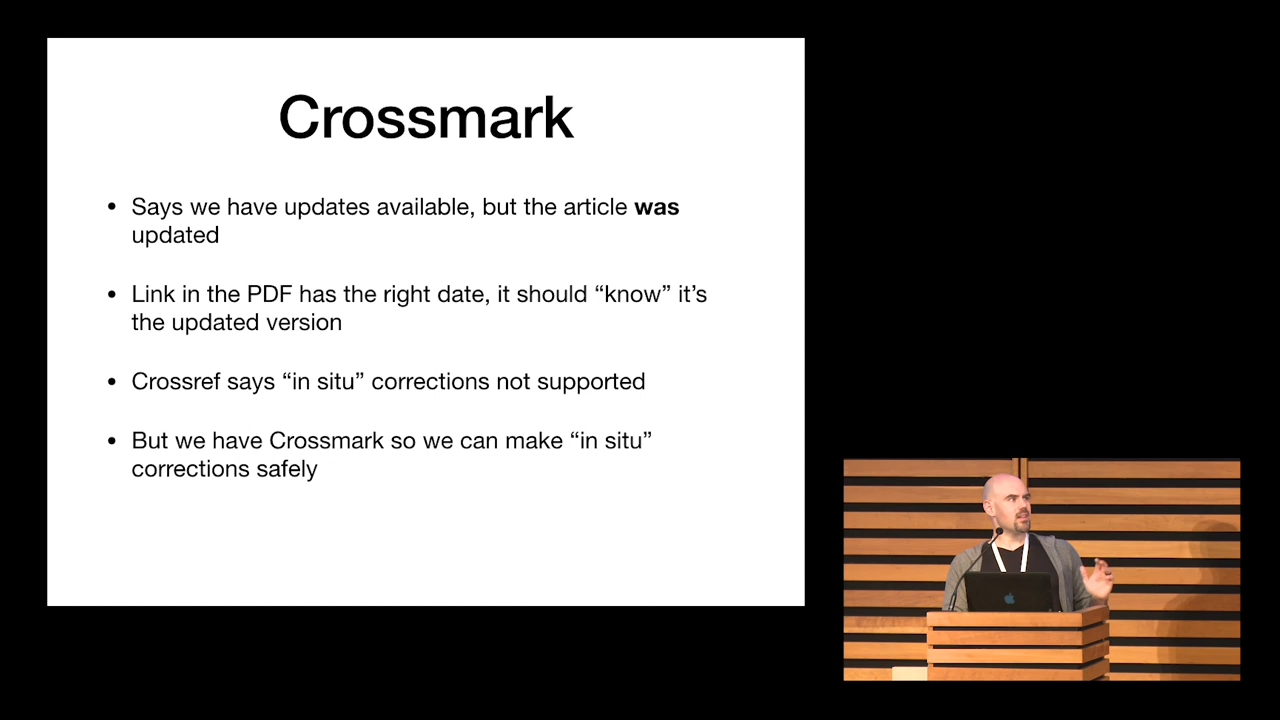 Crossmark
• Says we have updates available, but the article was
updated
• Link in the PDF has the right date, it should “know” it’s
the updated version
• Crossref says “in situ” corrections not supported
• But we have Crossmark so we can make “in situ”
corrections safely